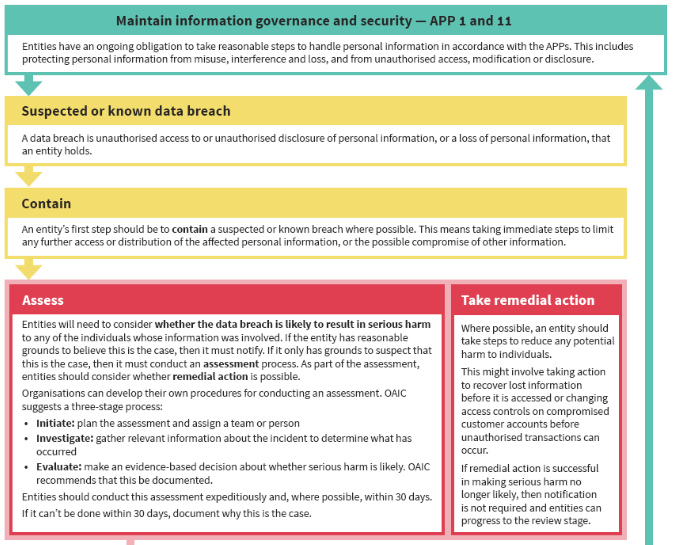 Maintain information governance and security — APP 1 and 11
Entities have an ongoing obligation to take reasonable steps to handle personal information in accordance with the APPs. This includes
protecting personal information from misuse, interference and loss, and from unauthorised access, modification or disclosure.
Suspected or known data breach
A data breach is unauthorised access to or unauthorised disclosure of personal information, or a loss of personal information, that
an entity holds.
Contain
An entity's first step should be to contain a suspected or known breach where possible. This means taking immediate steps to limit
any further access or distribution of the affected personal information, or the possible compromise of other information.
Assess
Entities will need to consider whether the data breach is likely to result in serious harm
to any of the individuals whose information was involved. If the entity has reasonable
grounds to believe this is the case, then it must notify. If it only has grounds to suspect that
this is the case, then it must conduct an assessment process. As part of the assessment,
entities should consider whether remedial action is possible.
Organisations can develop their own procedures for conducting an assessment. OAIC
suggests a three-stage process:
• Initiate: plan the assessment and assign a team or person
• Investigate: gather relevant information about the incident to determine what has
occurred
• Evaluate: make an evidence-based decision about whether serious harm is likely. OAIC
recommends that this be documented.
Entities should conduct this assessment expeditiously and, where possible, within 30 days.
If it can't be done within 30 days, document why this is the case.
Take remedial action
Where possible, an entity should
take steps to reduce any potential
harm to individuals.
This might involve taking action
to recover lost information
before it is accessed or changing
access controls on compromised
customer accounts before
unauthorised transactions can
occur.
If remedial action is successful
in making serious harm no
longer likely, then notification
is not required and entities can
progress to the review stage.